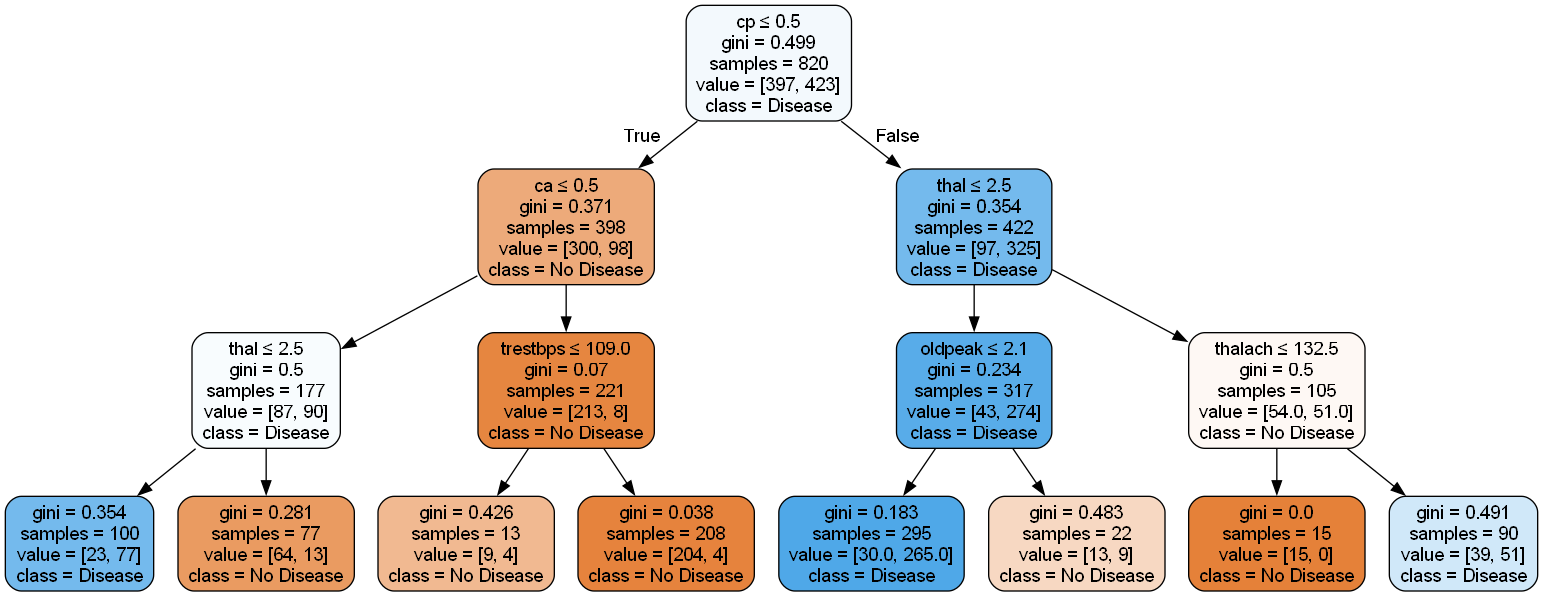 cp ≤ 0.5
gini = 0.499
samples = 820
value = [397, 423]
class = Disease
True
False
ca ≤ 0.5
gini = 0.371
samples = 398
value = [300, 98]
class = No Disease
thal ≤ 2.5
gini = 0.354
samples = 422
value = [97, 325]
class = Disease
thal ≤ 2.5
gini = 0.5
samples = 177
value = [87, 90]
class = Disease
trestbps ≤ 109.0
gini = 0.07
samples = 221
value = [213, 8]
class = No Disease
oldpeak ≤ 2.1
gini = 0.234
samples = 317
value = [43, 274]
class = Disease
thalach ≤ 132.5
gini = 0.5
samples = 105
value = [54.0, 51.0]
class = No Disease
gini = 0.354
samples = 100
value = [23, 77]
class = Disease
gini = 0.281
samples = 77
value = [64, 13]
class = No Disease
gini = 0.426
samples = 13
value = [9, 4]
class = No Disease
gini = 0.038
samples = 208
value = [204, 4]
class = No Disease
gini = 0.183
samples = 295
value = [30.0, 265.0]
class = Disease
gini = 0.483
samples = 22
value = [13, 9]
class = No Disease
gini = 0.0
samples = 15
value = [15, 0]
class = No Disease
gini = 0.491
samples = 90
value = [39, 51]
class = Disease